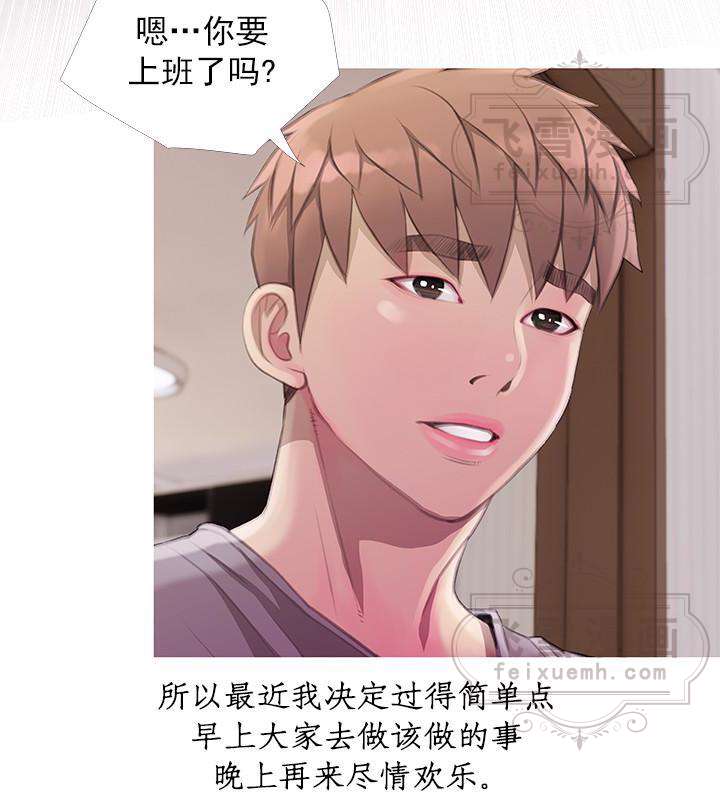 嗯…你要
上班了吗?
飞雪漫画
feixuemh.com
飞雪漫画
feixuemh.com
所以最近我决定过得简单点
早上大家去做该做的事
晚上再来尽情欢乐。